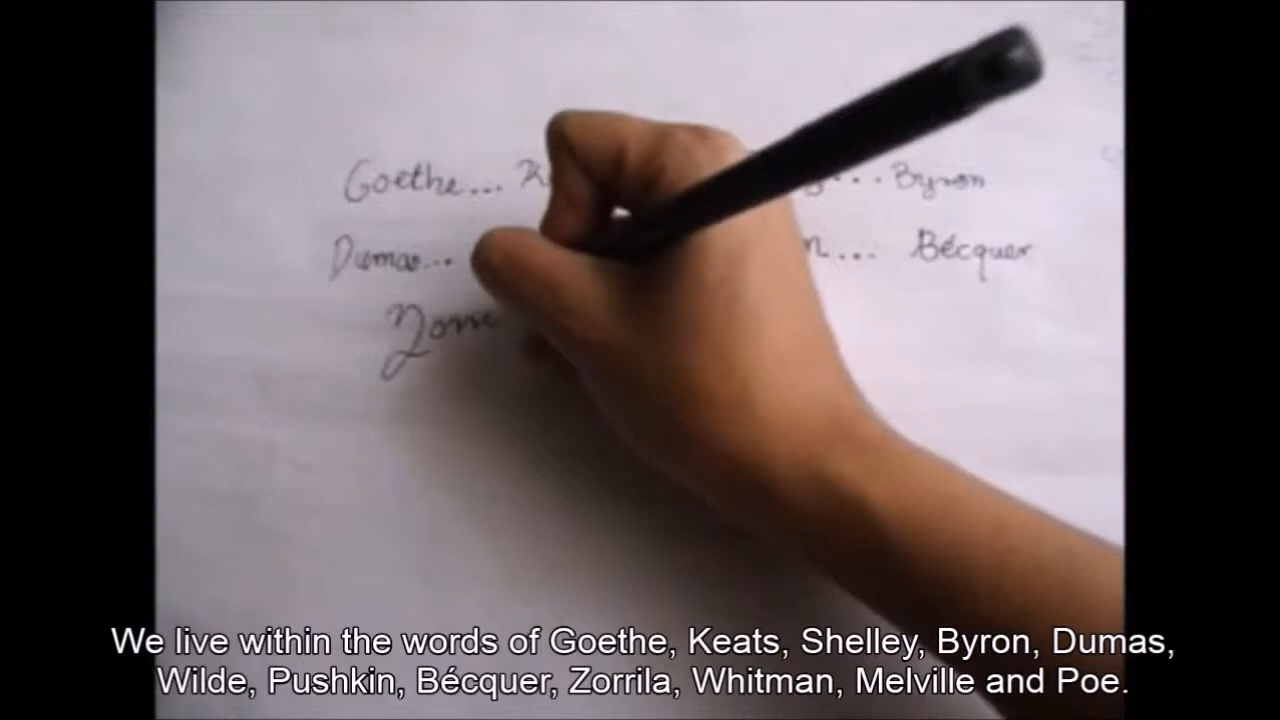 Goethe... Byron
Dumas... Bécquer
We live within the words of Goethe, Keats, Shelley, Byron, Dumas,
Wilde, Pushkin, Bécquer, Zorrila, Whitman, Melville and Poe.